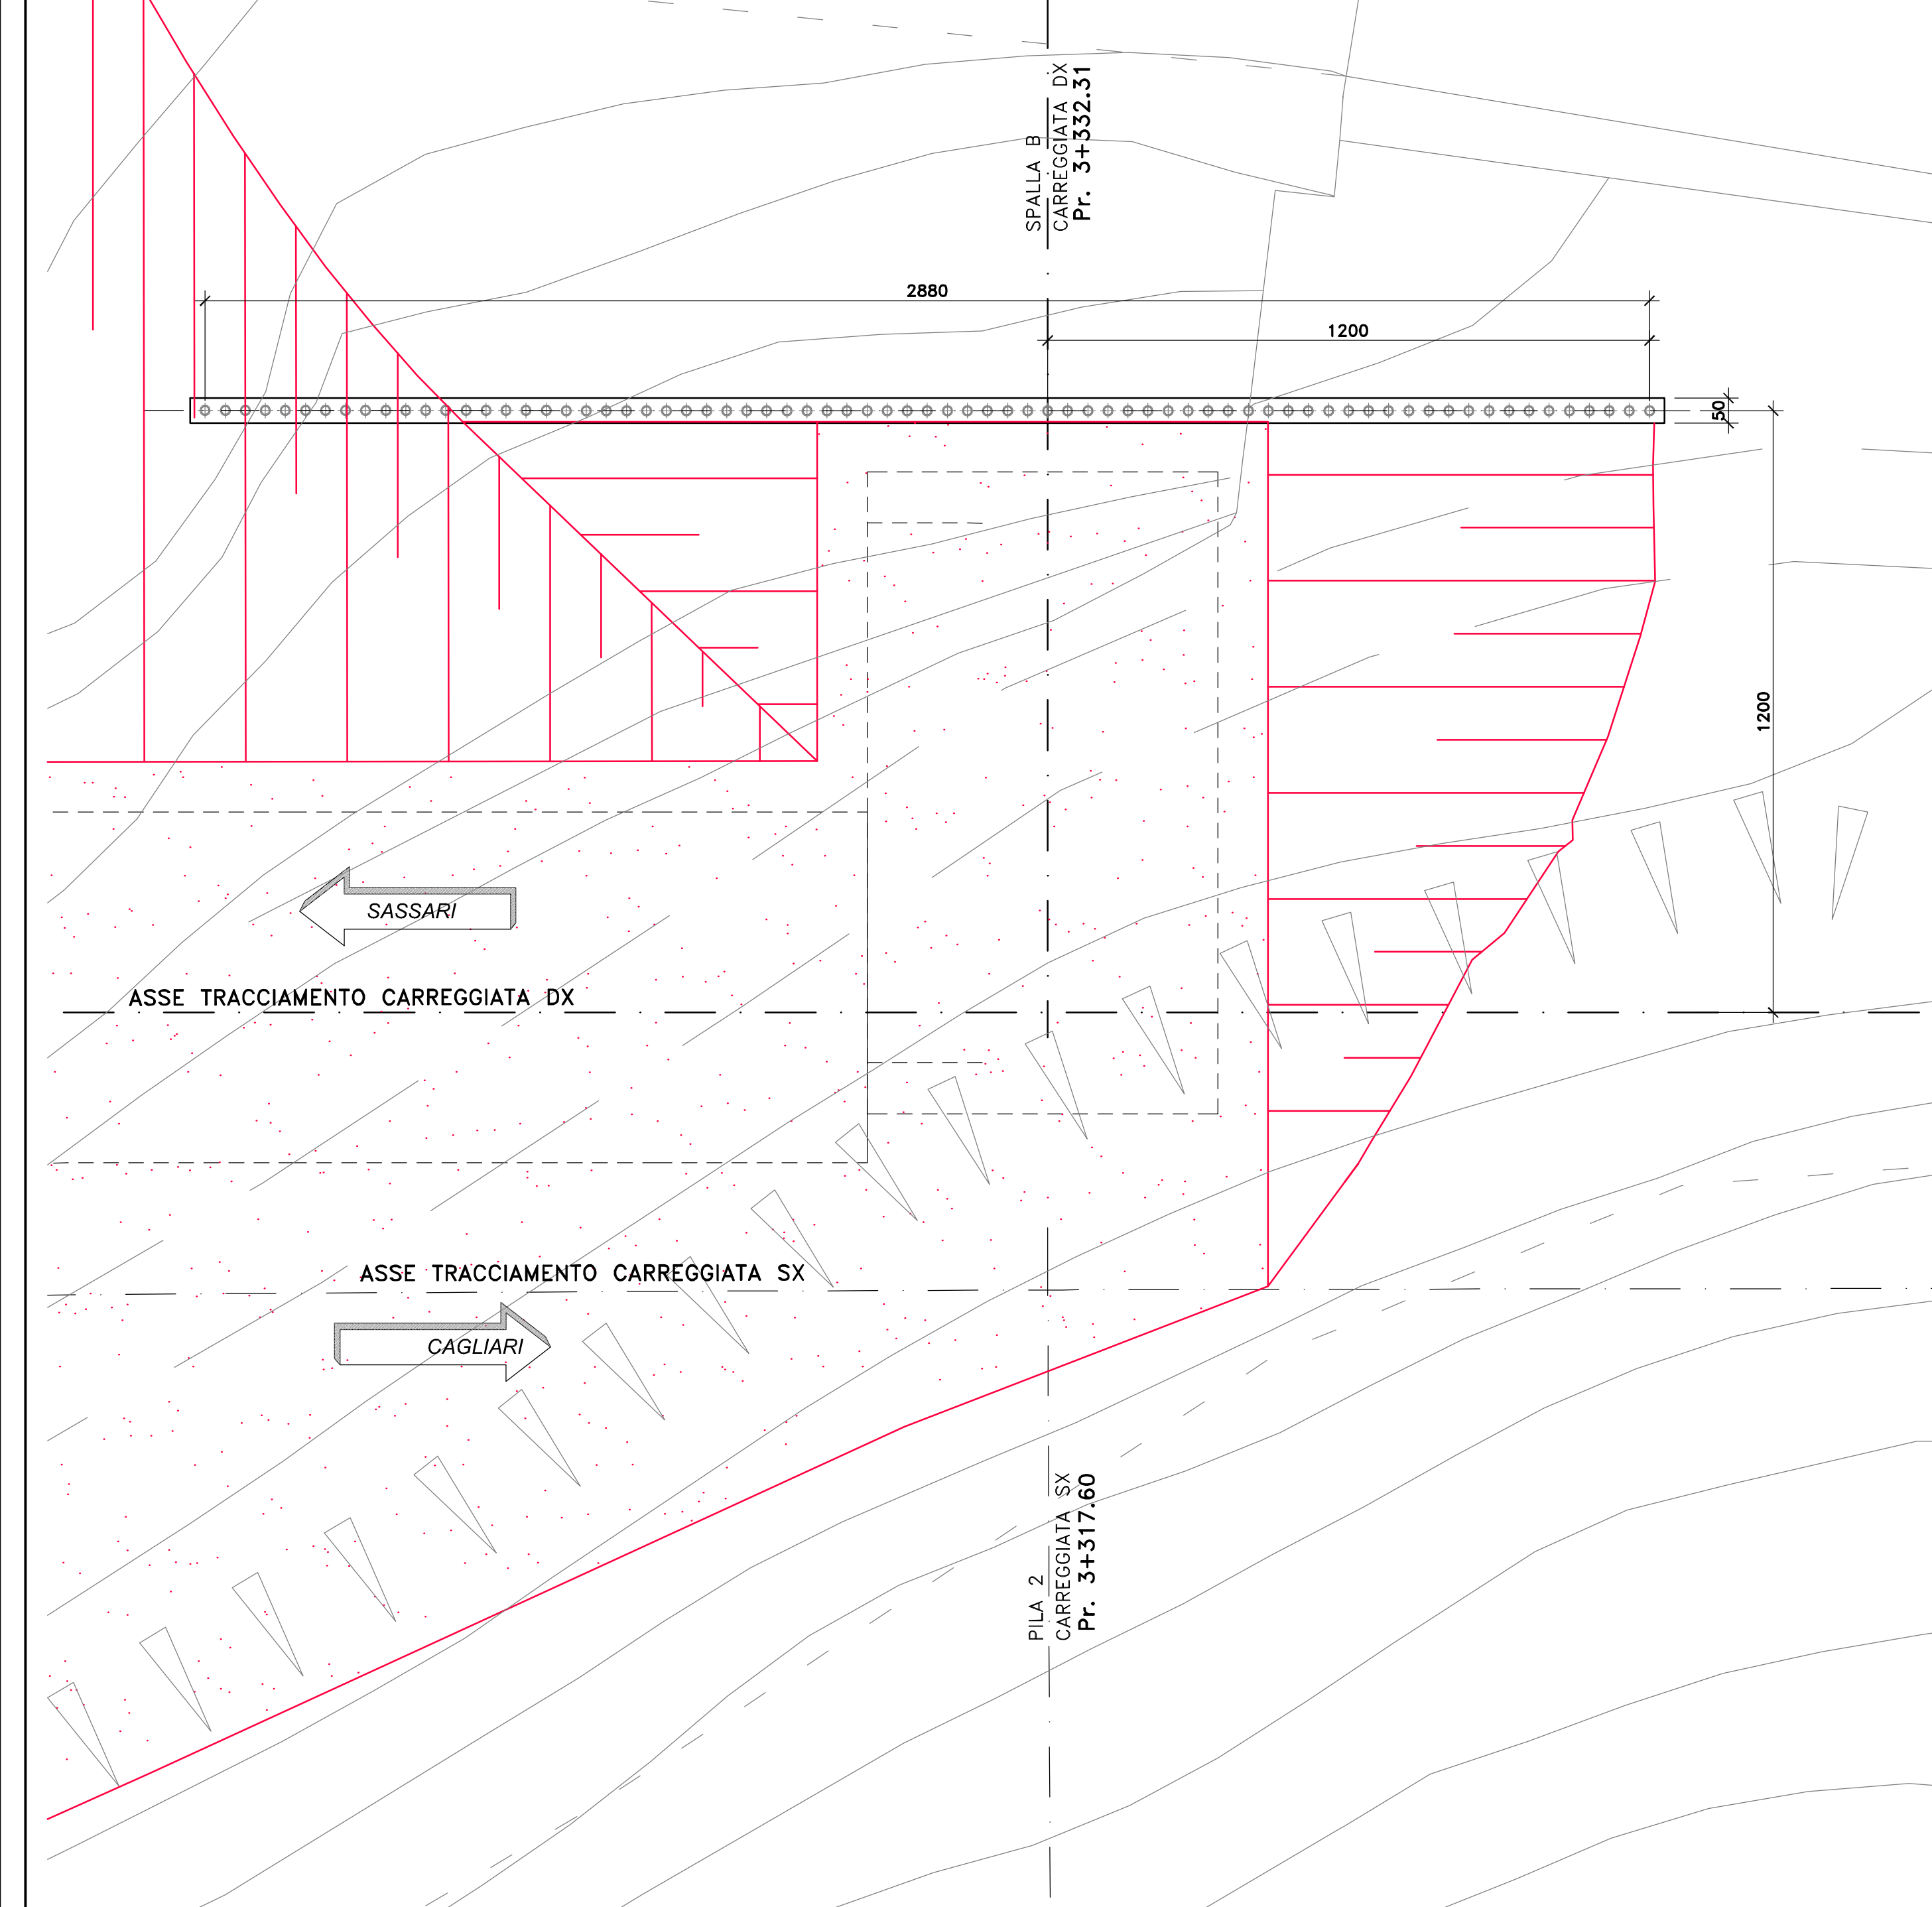 SPALLA B
CARREGGIATA DX
Pr. 3+332.31
2880
1200
50
1200
SASSARI
ASSE TRACCIAMENTO CARREGGIATA DX
ASSE TRACCIAMENTO CARREGGIATA SX
CAGLIARI
PILA 2
CARREGGIATA SX
Pr. 3+317.60